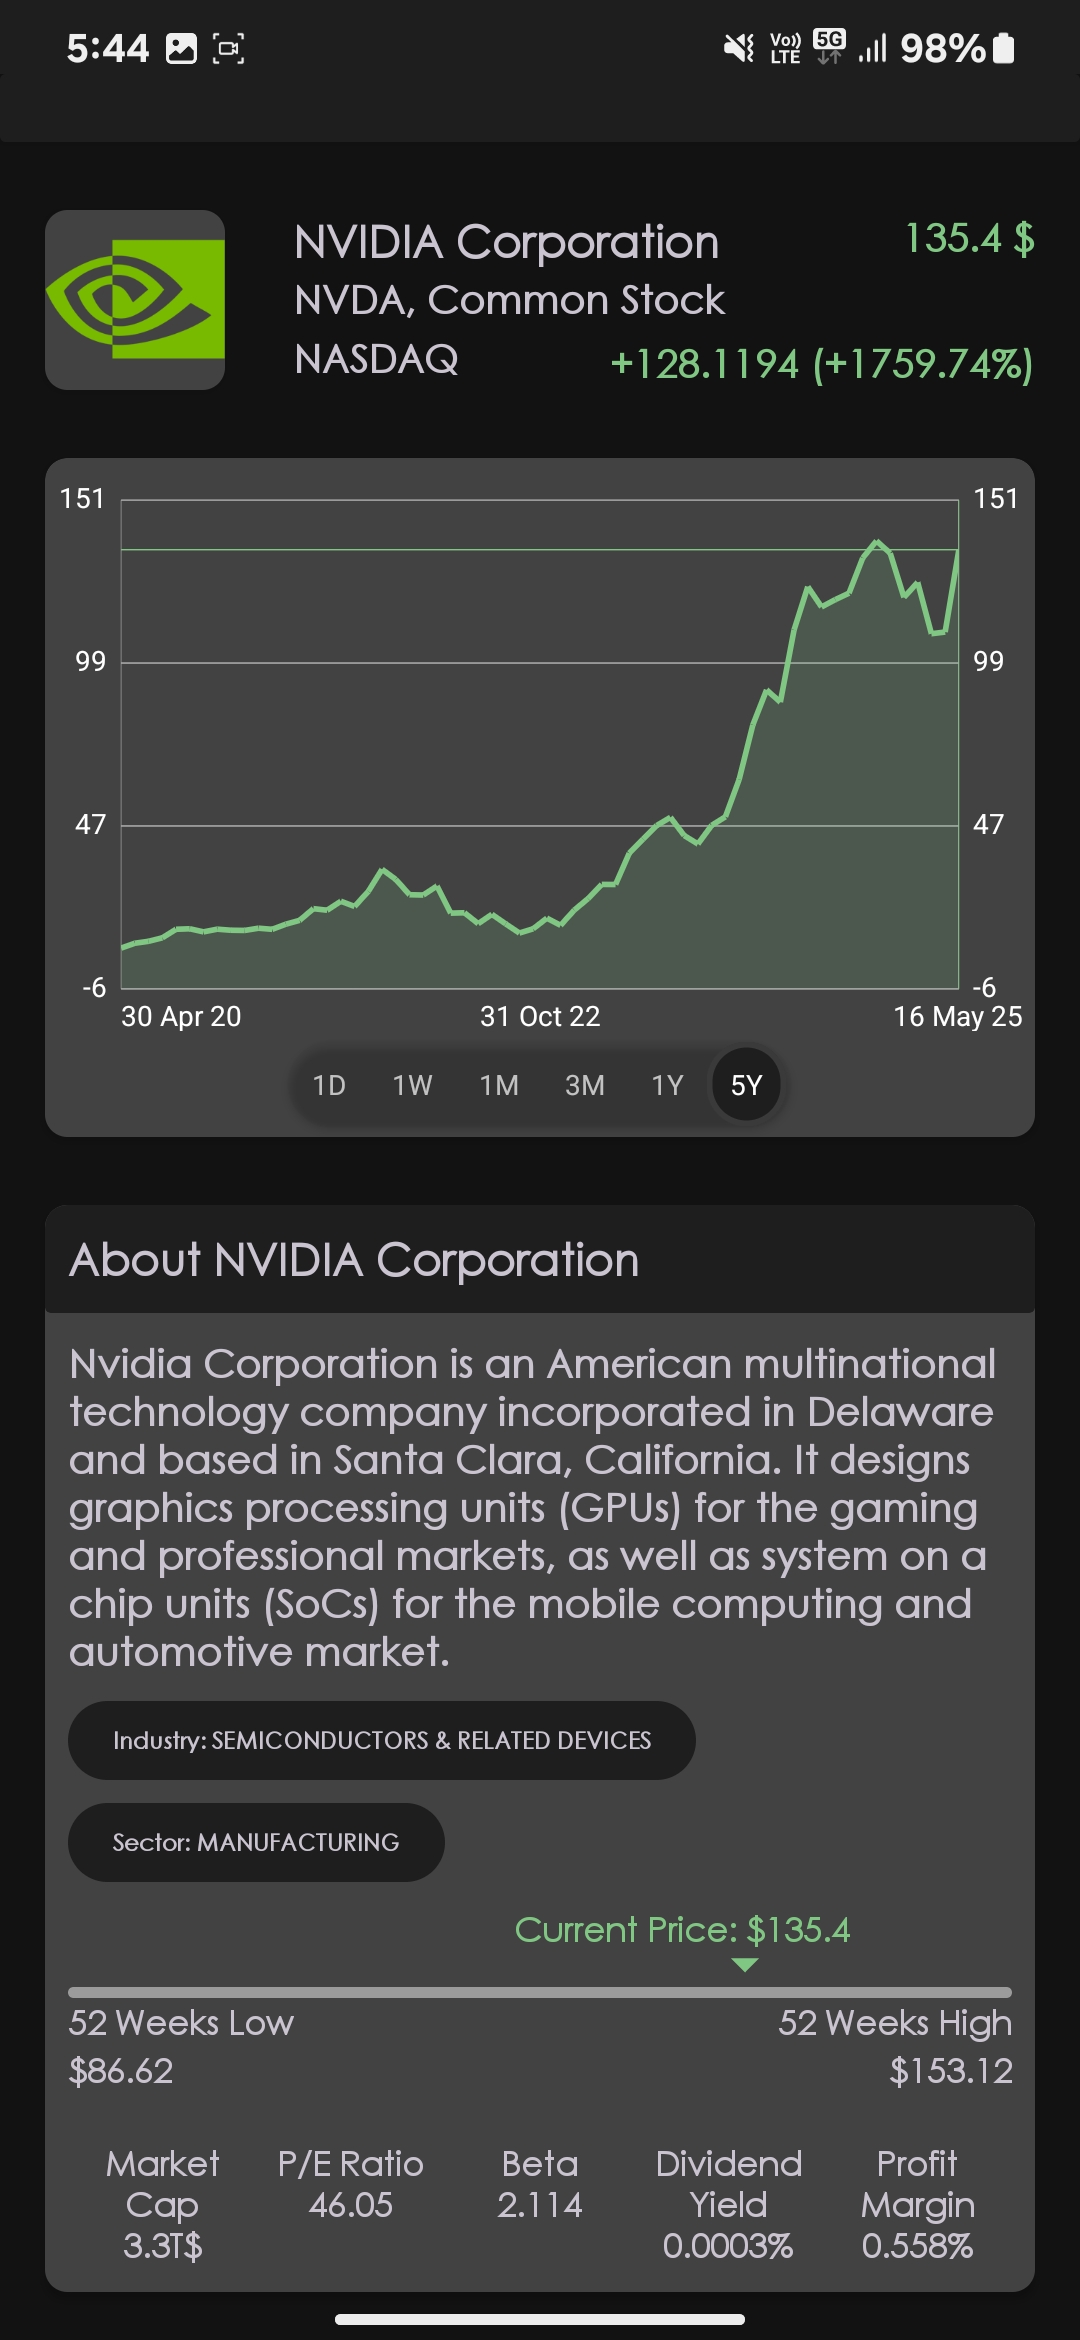 5:44 Vo)) LTE 5G 98%
NVIDIA Corporation 135.4 $
NVDA, Common Stock
NASDAQ +128.1194 (+1759.74%)
151 151
99 99
47 47
-6 -6
30 Apr 20 31 Oct 22 16 May 25
1D 1W 1M 3M 1Y 5Y
About NVIDIA Corporation
Nvidia Corporation is an American multinational
technology company incorporated in Delaware
and based in Santa Clara, California. It designs
graphics processing units (GPUs) for the gaming
and professional markets, as well as system on a
chip units (SoCs) for the mobile computing and
automotive market.
Industry: SEMICONDUCTORS & RELATED DEVICES
Sector: MANUFACTURING
Current Price: $135.4
52 Weeks Low 52 Weeks High
$86.62 $153.12
Market P/E Ratio Beta Dividend Profit
Cap 46.05 2.114 Yield Margin
3.3T$ 0.0003% 0.558%